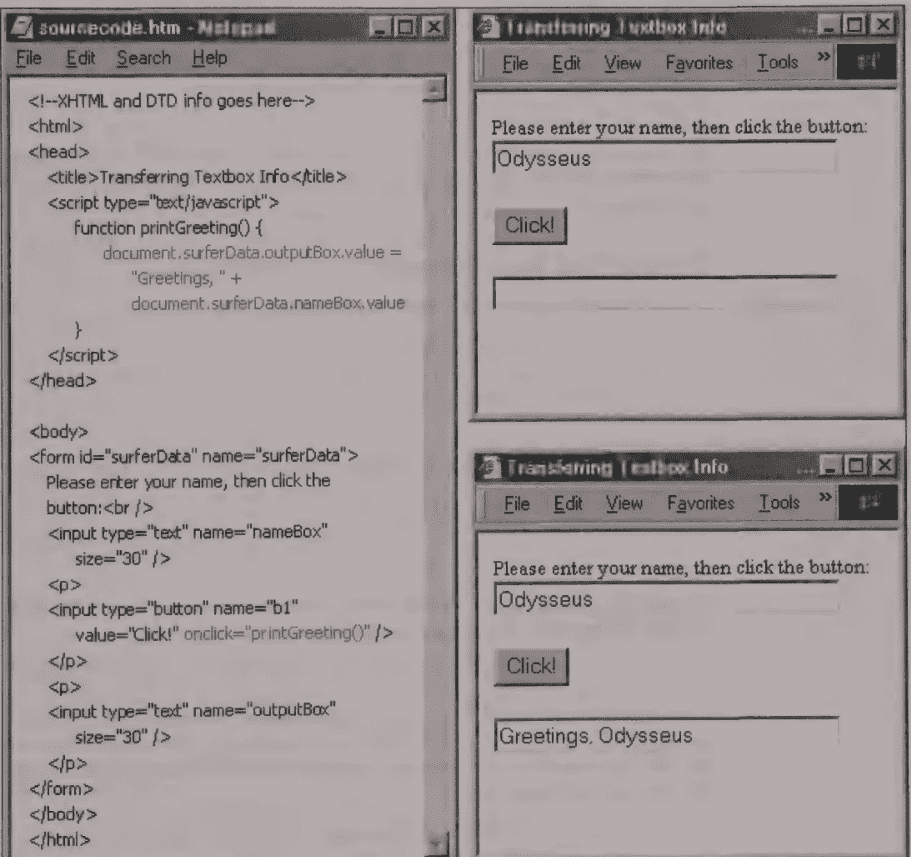 sourcecode.htm - Notepad
File Edit Search Help
<!--XHTML and DTD info goes here-->
<html>
<head>
<title>Transferring Textbox Info</title>
<script type="text/javascript">
function printGreeting() {
document.surferData.outputBox.value =
"Greetings, " +
document.surferData.nameBox.value
}
</script>
</head>
<body>
<form id="surferData" name="surferData">
Please enter your name, then click the
button:<br />
<input type="text" name="nameBox"
size="30" />
<p>
<input type="button" name="b1"
value="Click!" onclick="printGreeting()" />
</p>
<p>
<input type="text" name="outputBox"
size="30" />
</p>
</form>
</body>
</html>
Transferring Textbox Info ...
File Edit View Favorites Tools »
Please enter your name, then click the button:
Odysseus
Click!
Transferring Textbox Info ...
File Edit View Favorites Tools »
Please enter your name, then click the button:
Odysseus
Click!
Greetings, Odysseus